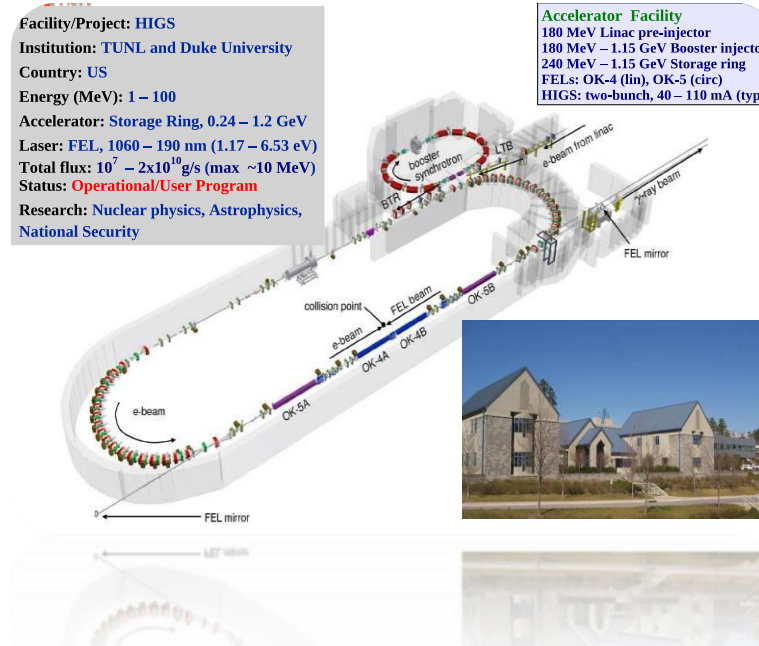 Facility/Project: HIGS
Institution: TUNL and Duke University
Country: US
Energy (MeV): 1 – 100
Accelerator: Storage Ring, 0.24 – 1.2 GeV
Laser: FEL, 1060 – 190 nm (1.17 – 6.53 eV)
Total flux: 10⁷ – 2x10¹⁰g/s (max ~10 MeV)
Status: Operational/User Program
Research: Nuclear physics, Astrophysics,
National Security
Accelerator Facility
180 MeV Linac pre-injector
180 MeV – 1.15 GeV Booster injecto
240 MeV – 1.15 GeV Storage ring
FELs: OK-4 (lin), OK-5 (circ)
HIGS: two-bunch, 40 – 110 mA (typ
booster
synchrotron
LTB
e-beam from linac
BTR
γ-ray beam
FEL mirror
collision point
FEL beam
e-beam
OK-5B
OK-4B
OK-4A
OK-5A
e-beam
FEL mirror